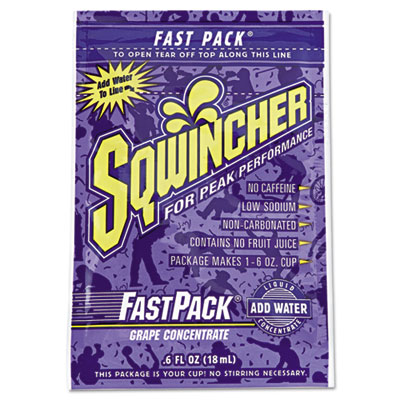 FAST PACK®
TO OPEN TEAR OFF TOP ALONG THIS LINE
Add Water
To Line
SQWINCHER
FOR PEAK PERFORMANCE
NO CAFFEINE
LOW SODIUM
NON-CARBONATED
CONTAINS NO FRUIT JUICE
PACKAGE MAKES 1-6 OZ. CUP
FASTPACK®
GRAPE CONCENTRATE
LIQUID
ADD WATER
CONCENTRATE
.6 FL OZ (18 mL)
THIS PACKAGE IS YOUR CUP! NO STIRRING NECESSARY.